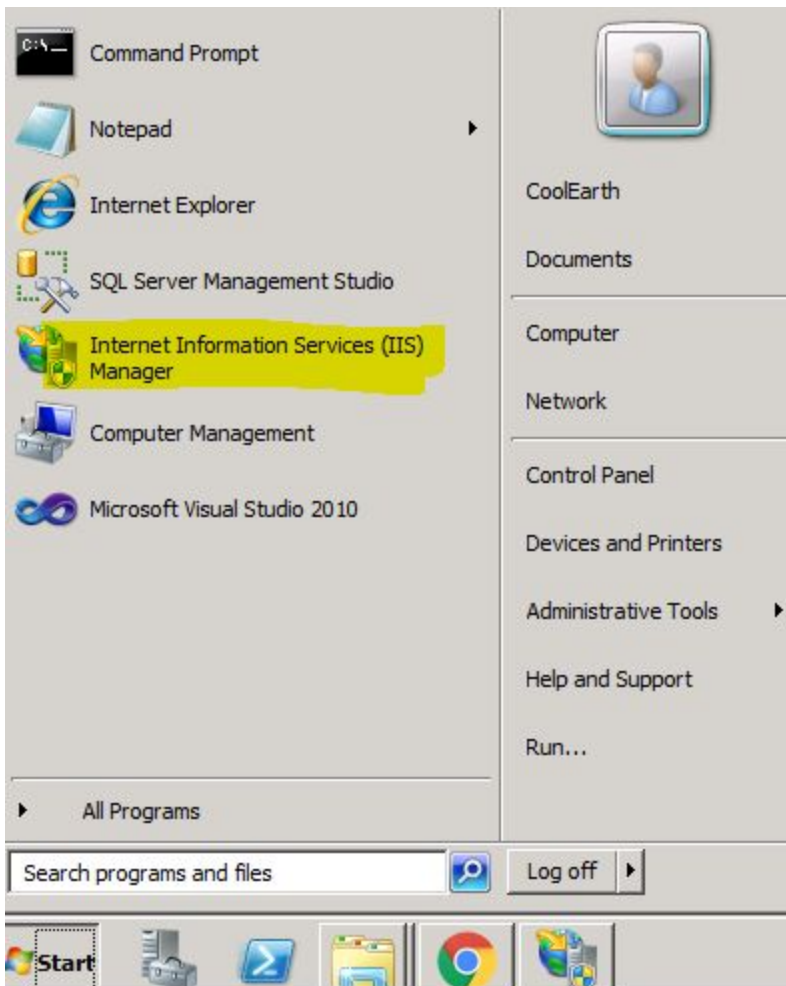 C:\
Command Prompt
Notepad
Internet Explorer
SQL Server Management Studio
Internet Information Services (IIS)
Manager
Computer Management
Microsoft Visual Studio 2010
All Programs
Search programs and files
CoolEarth
Documents
Computer
Network
Control Panel
Devices and Printers
Administrative Tools
Help and Support
Run...
Log off
Start